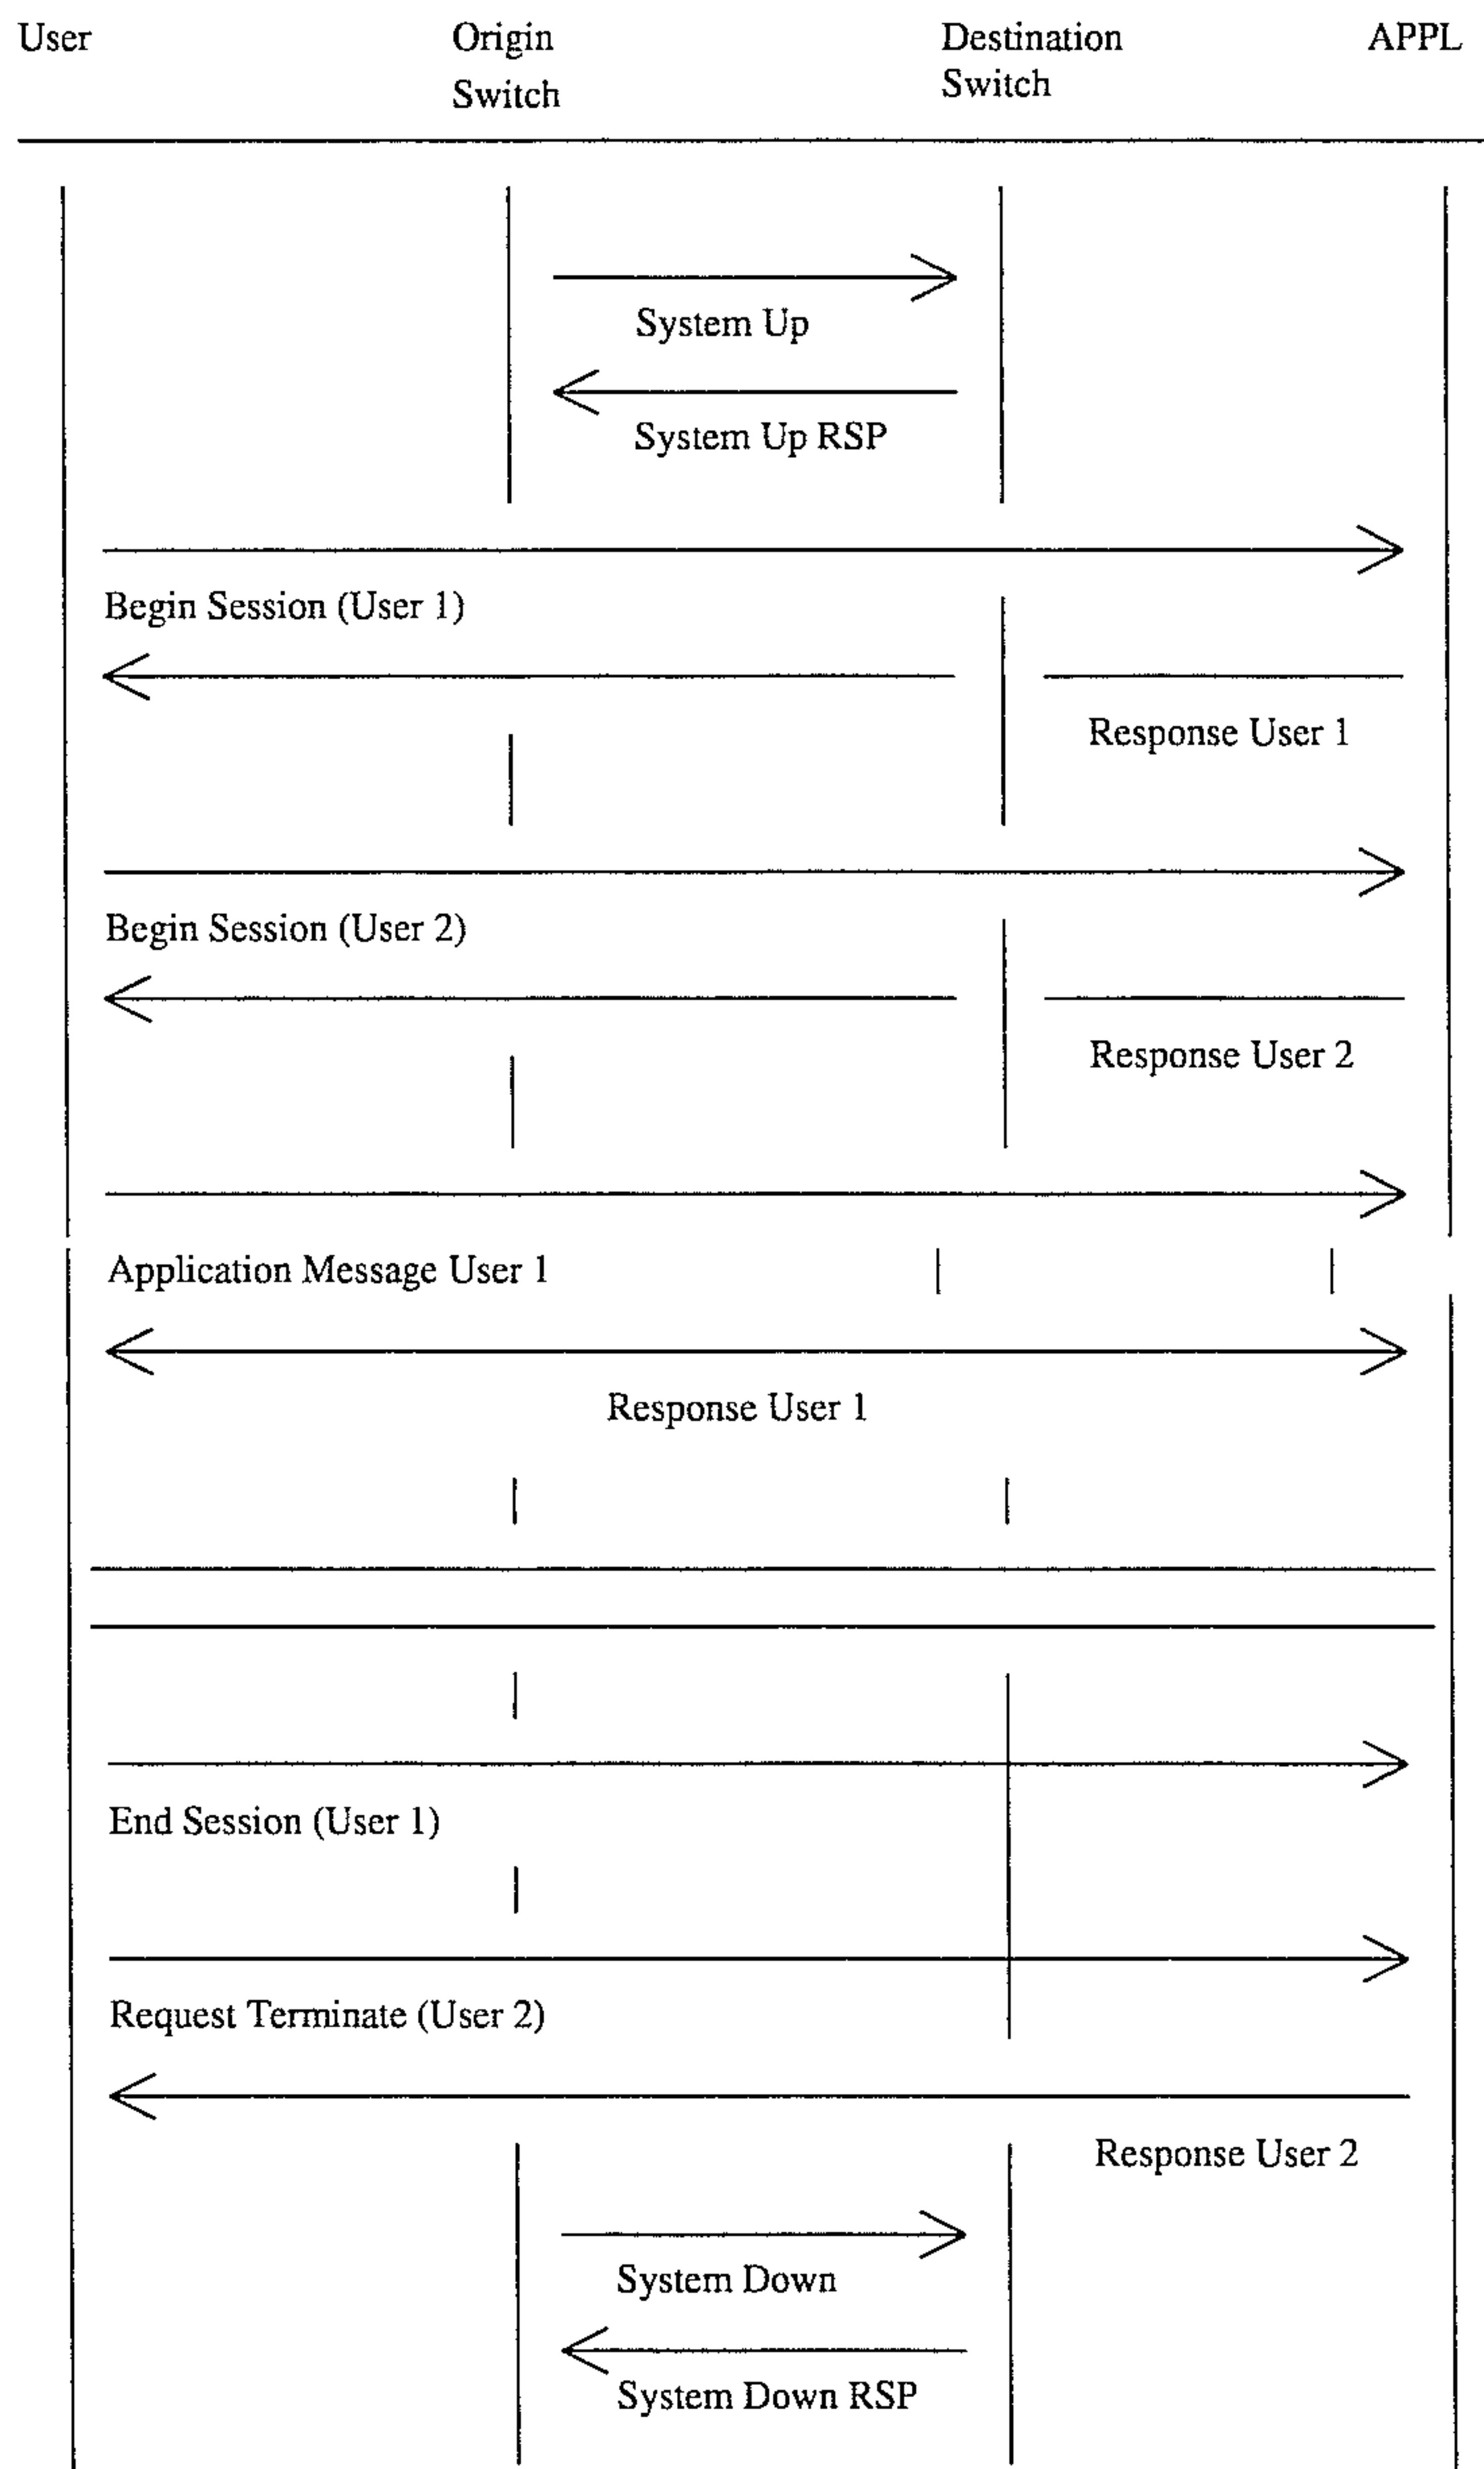 User
Origin
Switch
Destination
Switch
APPL
System Up
System Up RSP
Begin Session (User 1)
Response User 1
Begin Session (User 2)
Response User 2
Application Message User 1
Response User 1
End Session (User 1)
Request Terminate (User 2)
Response User 2
System Down
System Down RSP